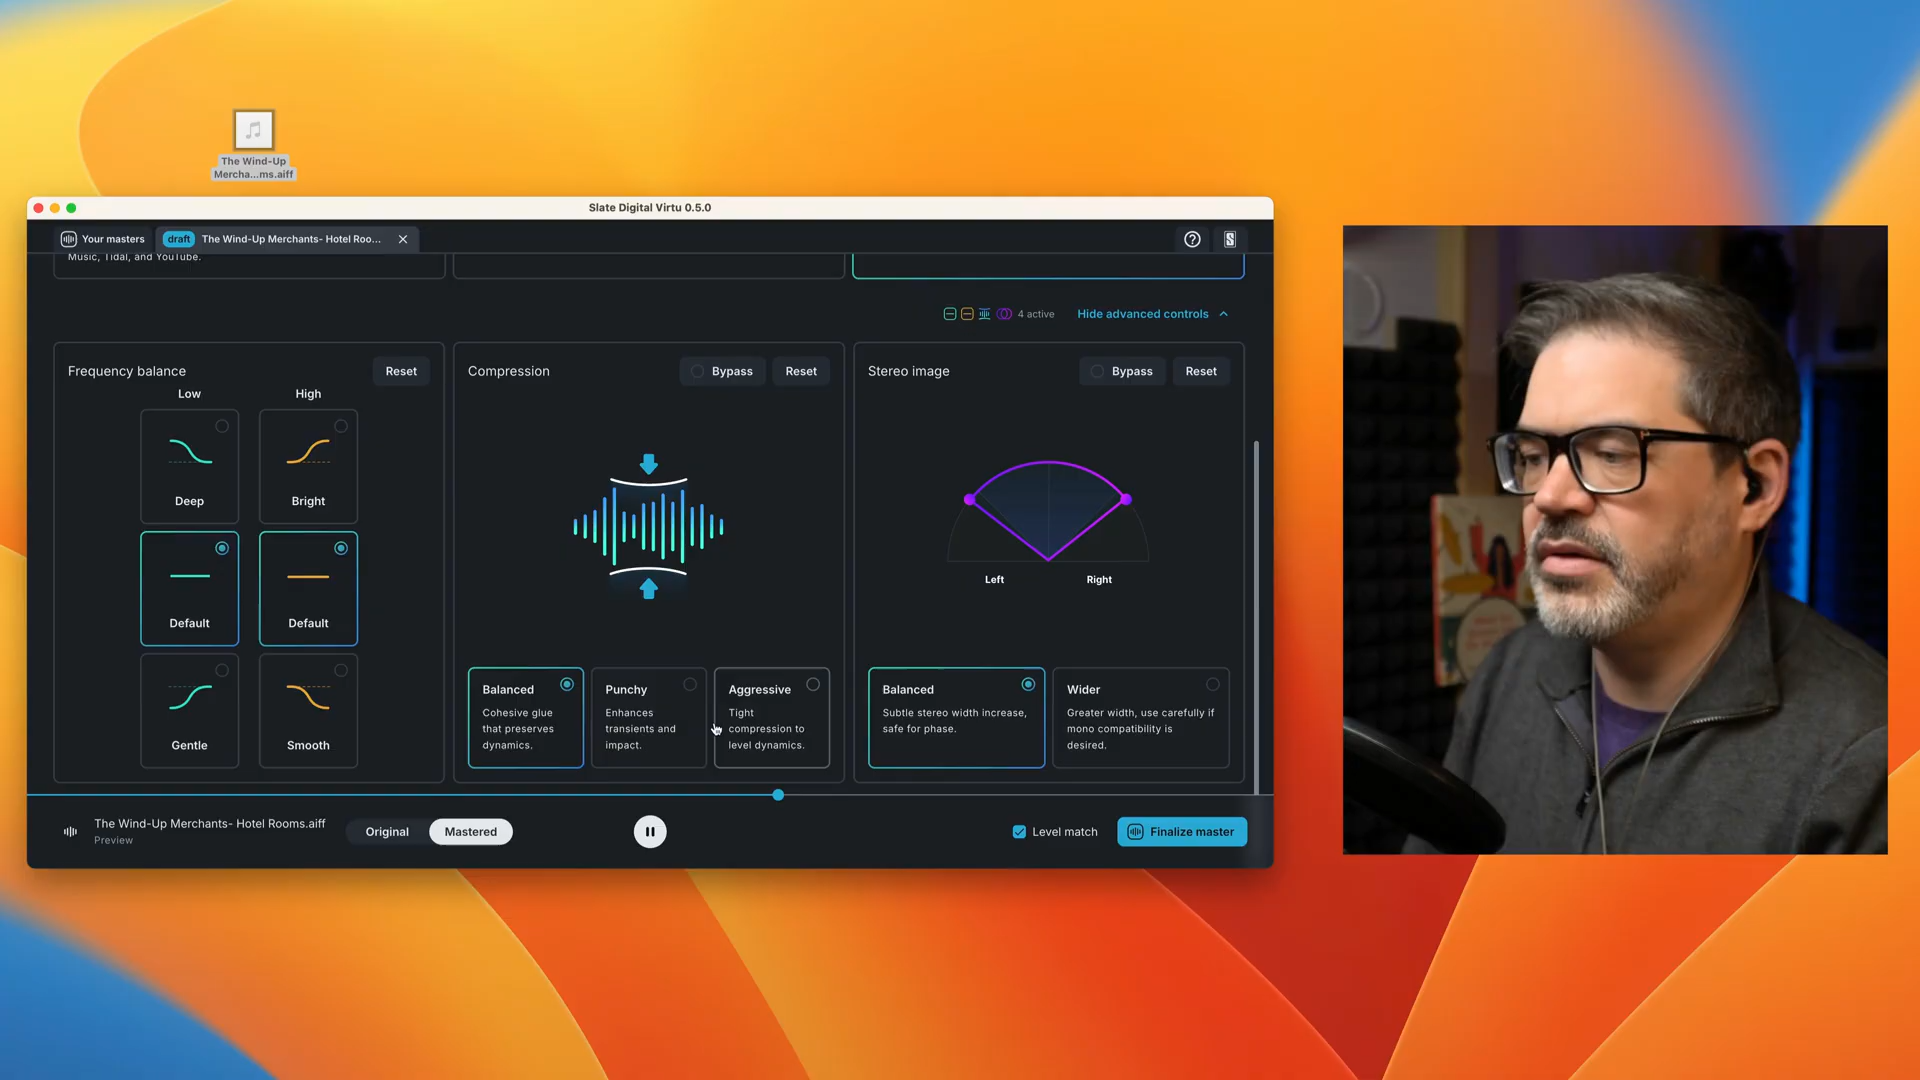 The Wind-Up
Mercha...ms.aiff
Slate Digital Virtu 0.5.0
Your masters
draft The Wind-Up Merchants- Hotel Roo...
Music, Tidal, and YouTube.
4 active
Hide advanced controls
Frequency balance
Reset
Low
High
Deep
Bright
Default
Default
Gentle
Smooth
Compression
Bypass
Reset
Balanced
Cohesive glue
that preserves
dynamics.
Punchy
Enhances
transients and
impact.
Aggressive
Tight
compression to
level dynamics.
Stereo image
Bypass
Reset
Left
Right
Balanced
Subtle stereo width increase,
safe for phase.
Wider
Greater width, use carefully if
mono compatibility is
desired.
The Wind-Up Merchants- Hotel Rooms.aiff
Preview
Original
Mastered
Level match
Finalize master